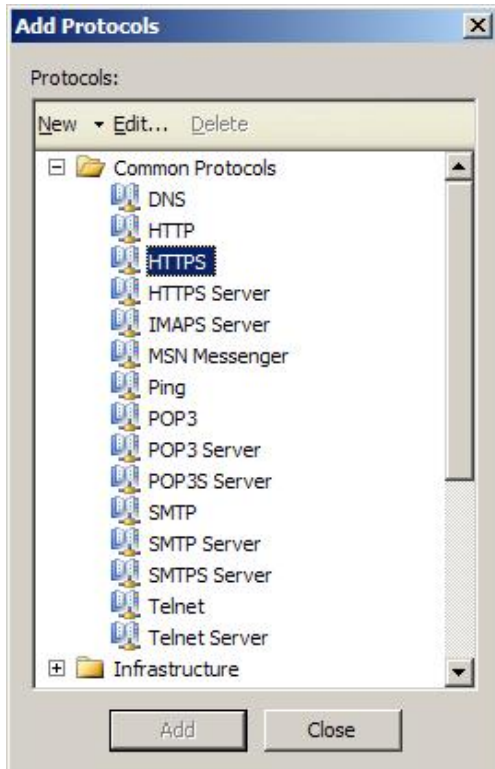 Add Protocols
Protocols:
New Edit... Delete
Common Protocols
DNS
HTTP
HTTPS
HTTPS Server
IMAPS Server
MSN Messenger
Ping
POP3
POP3 Server
POP3S Server
SMTP
SMTP Server
SMTPS Server
Telnet
Telnet Server
Infrastructure
Add Close